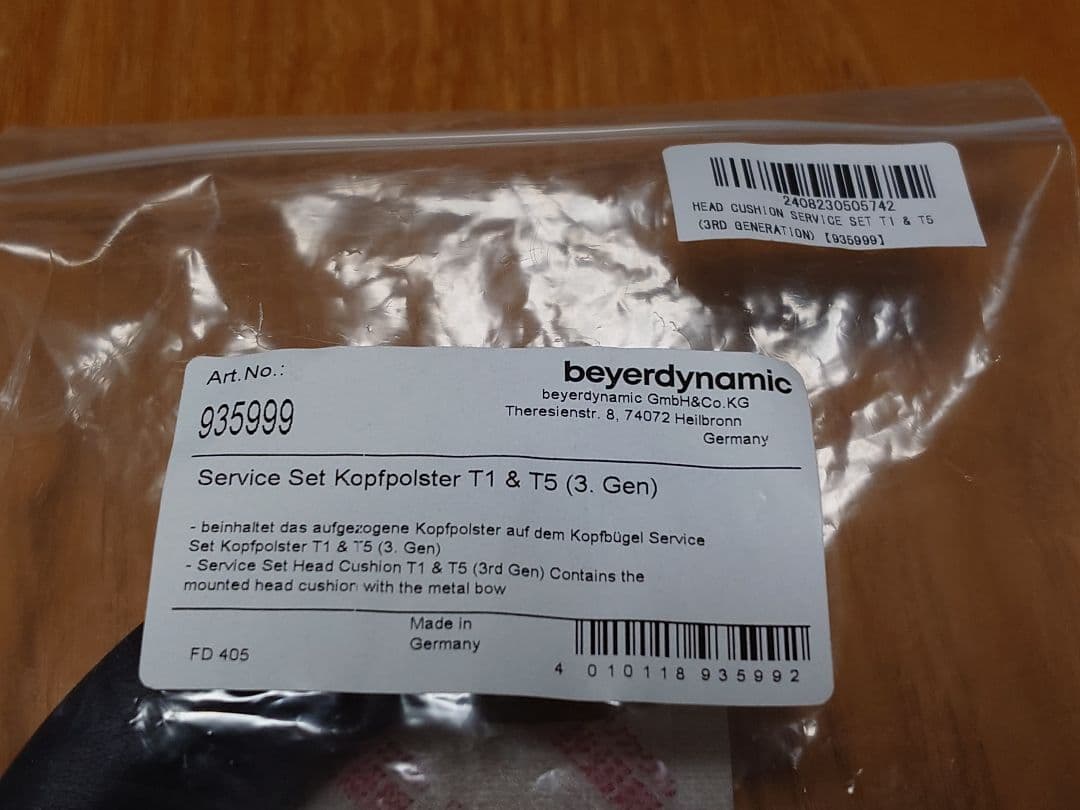 2408230505742
HEAD CUSHION SERVICE SET T1 & T5
(3RD GENERATION) 【935999】
Art.No.:
935999
beyerdynamic
beyerdynamic GmbH&Co.KG
Theresienstr. 8, 74072 Heilbronn
Germany
Service Set Kopfpolster T1 & T5 (3. Gen)
- beinhaltet das aufgezogene Kopfpolster auf dem Kopfbügel Service
Set Kopfpolster T1 & T5 (3. Gen)
- Service Set Head Cushion T1 & T5 (3rd Gen) Contains the
mounted head cushion with the metal bow
FD 405
Made in
Germany
4 010118 935992